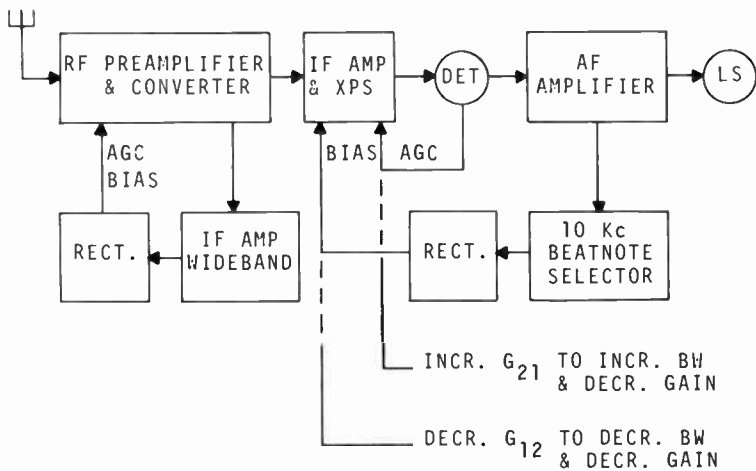 RF PREAMPLIFIER
& CONVERTER
IF AMP
& XPS
DET
AF
AMPLIFIER
LS
AGC
BIAS
BIAS
AGC
RECT.
IF AMP
WIDEBAND
RECT.
10 Kc
BEATNOTE
SELECTOR
INCR. G21 TO INCR. BW
& DECR. GAIN
DECR. G12 TO DECR. BW
& DECR. GAIN